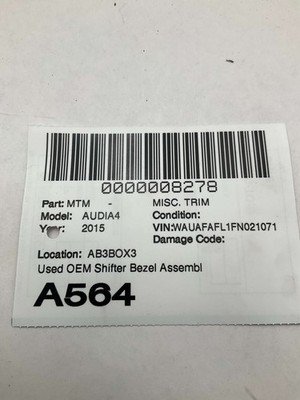 0000008278
Part: MTM - MISC. TRIM
Model: AUDIA4 Condition:
Year: 2015 VIN:WAUAFAFL1FN021071
Damage Code:
Location: AB3BOX3
Used OEM Shifter Bezel Assembl
A564